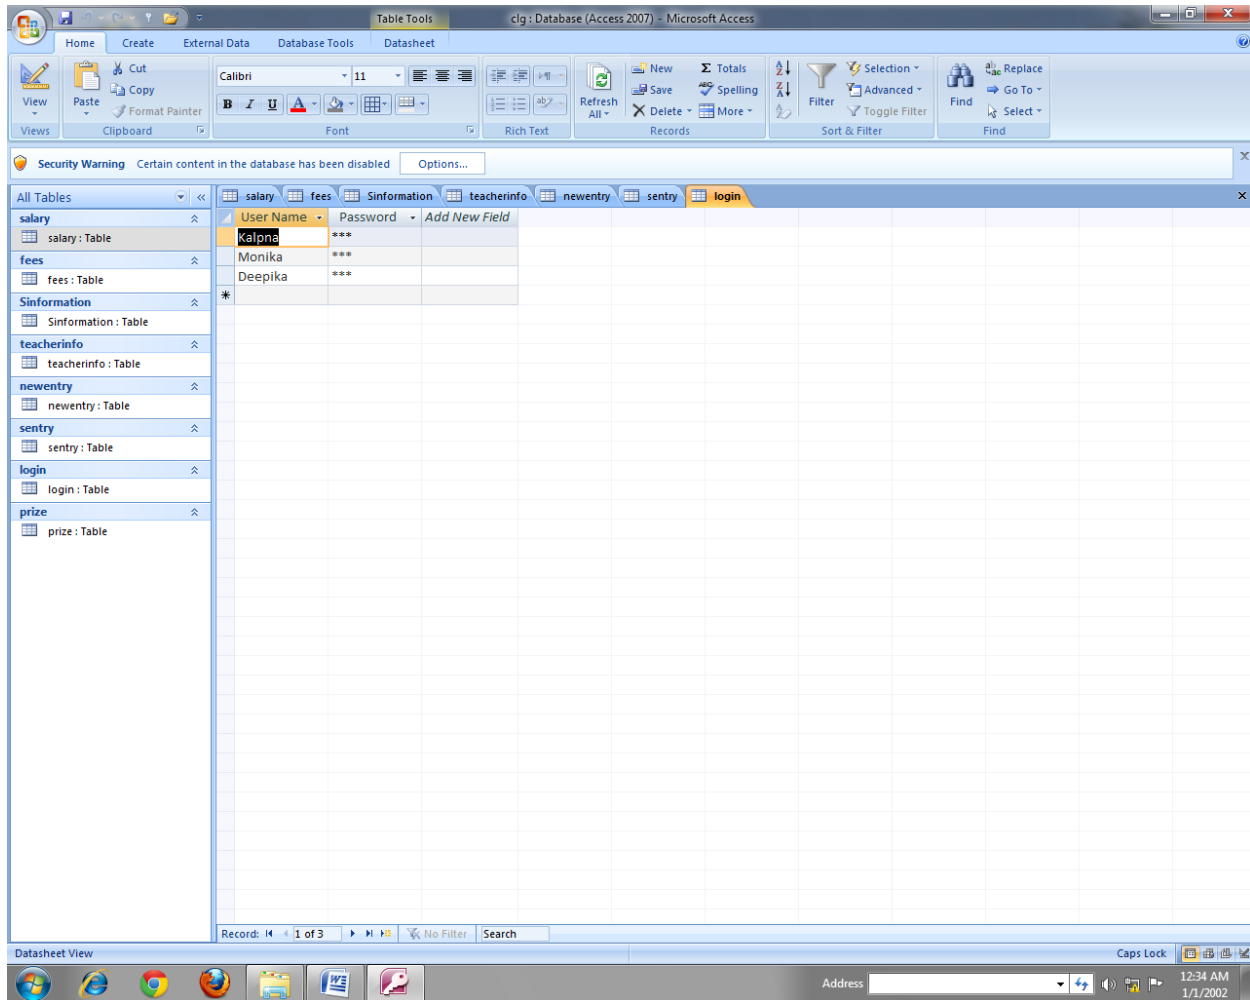 Table Tools
clg : Database (Access 2007) - Microsoft Access
Home Create External Data Database Tools Datasheet
View
Views
Paste
Cut
Copy
Format Painter
Clipboard
Calibri 11
B I U A
Font
Rich Text
Refresh All
New
Save
Delete
Σ Totals
Spelling
More
Records
Filter
Selection
Advanced
Toggle Filter
Sort & Filter
Find
Replace
Go To
Select
Find
Security Warning Certain content in the database has been disabled Options...
All Tables
salary
salary : Table
fees
fees : Table
Sinformation
Sinformation : Table
teacherinfo
teacherinfo : Table
newentry
newentry : Table
sentry
sentry : Table
login
login : Table
prize
prize : Table
salary fees Sinformation teacherinfo newentry sentry login
User Name Password Add New Field
Kalpna ***
Monika ***
Deepika ***
Record: 1 of 3 No Filter Search
Datasheet View Caps Lock
Address
12:34 AM
1/1/2002